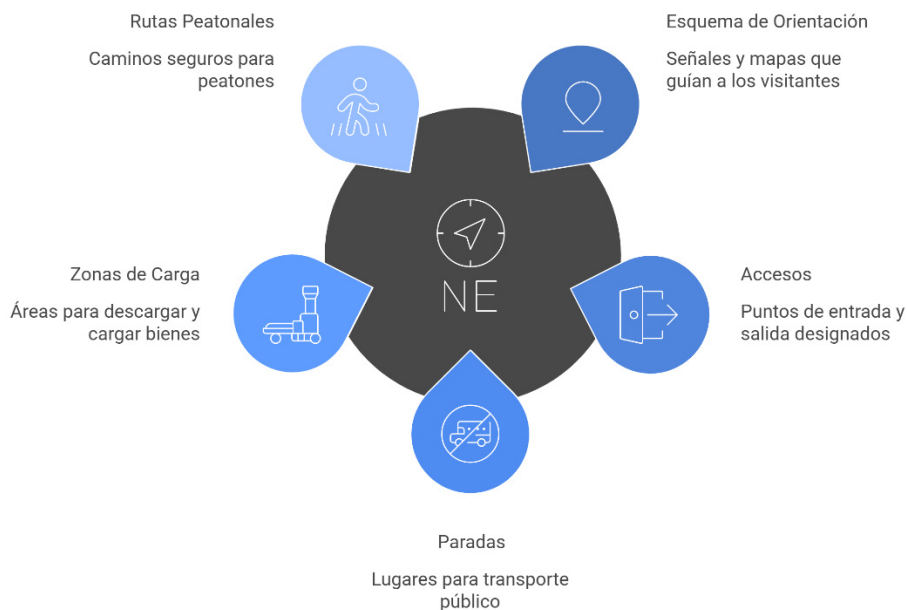 Rutas Peatonales
Caminos seguros para
peatones
Esquema de Orientación
Señales y mapas que
guían a los visitantes
NE
Zonas de Carga
Áreas para descargar y
cargar bienes
Accesos
Puntos de entrada y
salida designados
Paradas
Lugares para transporte
público